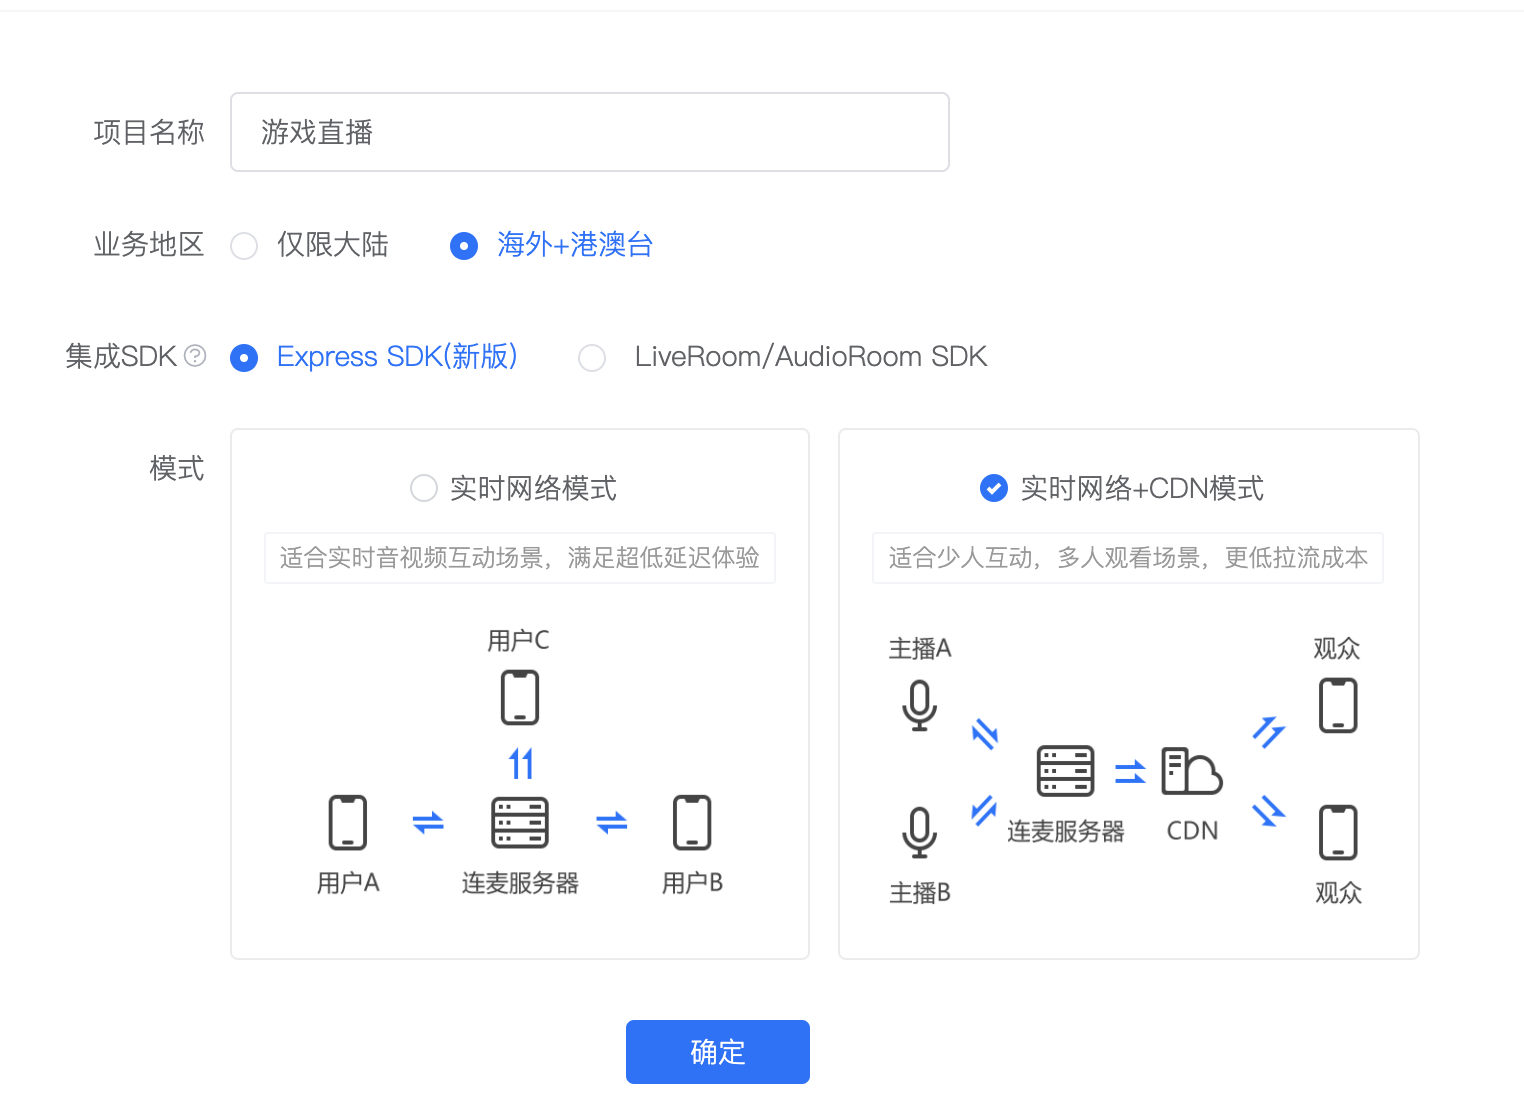 项目名称 游戏直播
业务地区 仅限大陆 海外+港澳台
集成SDK ? Express SDK(新版) LiveRoom/AudioRoom SDK
模式
实时网络模式
适合实时音视频互动场景，满足超低延迟体验
用户C
用户A
连麦服务器
用户B
实时网络+CDN模式
适合少人互动，多人观看场景，更低拉流成本
主播A
观众
连麦服务器
CDN
主播B
观众
确定